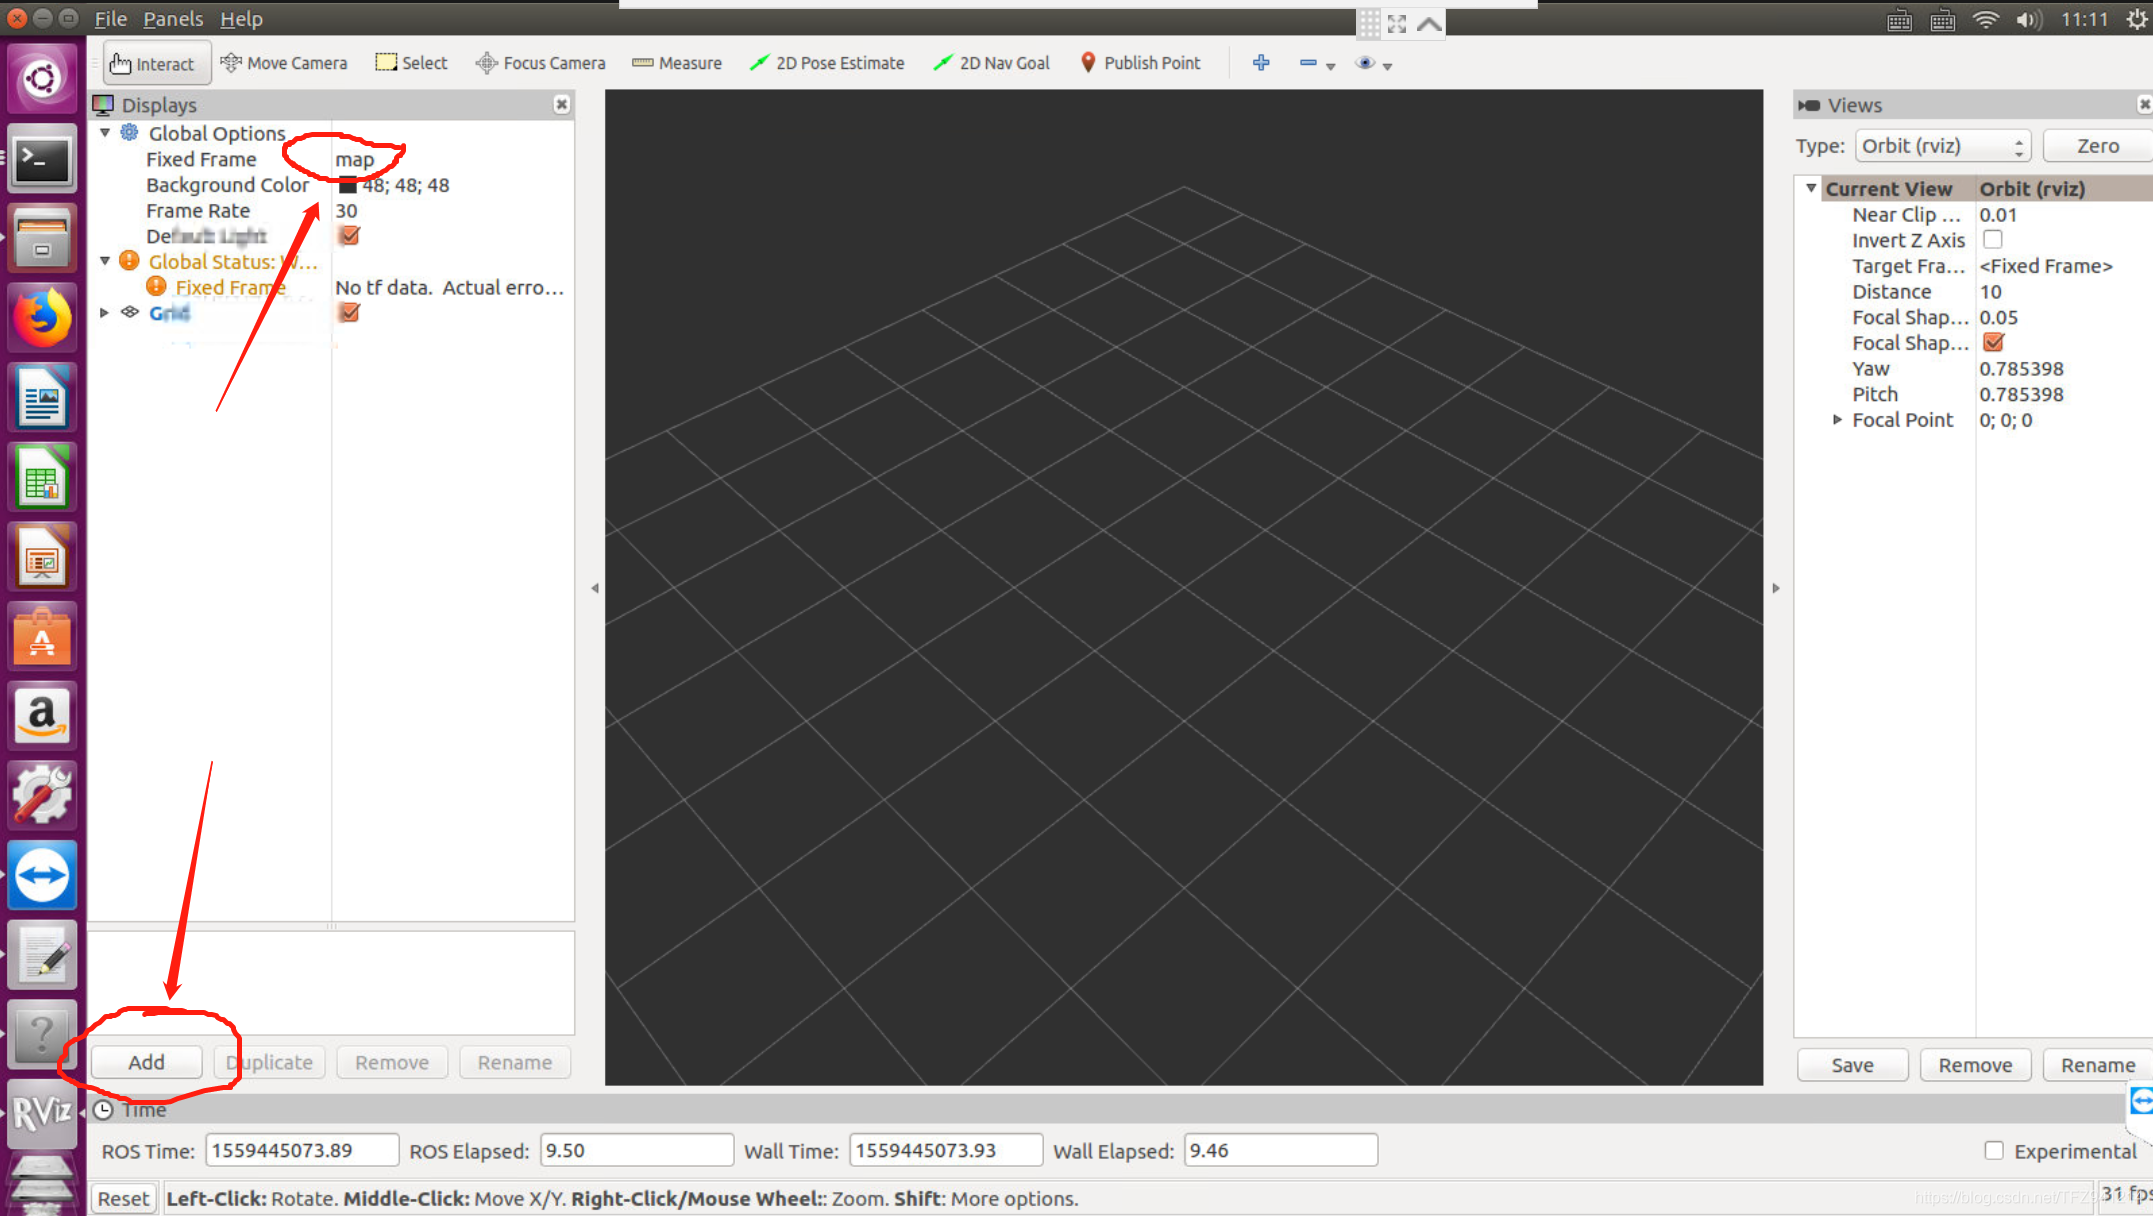 File Panels Help
11:11
Interact Move Camera Select Focus Camera Measure 2D Pose Estimate 2D Nav Goal Publish Point
Displays
Global Options
Fixed Frame map
Background Color 48; 48; 48
Frame Rate 30
Default Light
Global Status: W...
Fixed Frame No tf data. Actual erro...
Grid
Add Duplicate Remove Rename
Views
Type: Orbit (rviz) Zero
Current View Orbit (rviz)
Near Clip ... 0.01
Invert Z Axis
Target Fra... <Fixed Frame>
Distance 10
Focal Shap... 0.05
Focal Shap...
Yaw 0.785398
Pitch 0.785398
Focal Point 0; 0; 0
Save Remove Rename
RViz
Time
ROS Time: 1559445073.89 ROS Elapsed: 9.50 Wall Time: 1559445073.93 Wall Elapsed: 9.46 Experimental
Reset Left-Click: Rotate. Middle-Click: Move X/Y. Right-Click/Mouse Wheel:: Zoom. Shift: More options.
31 fps